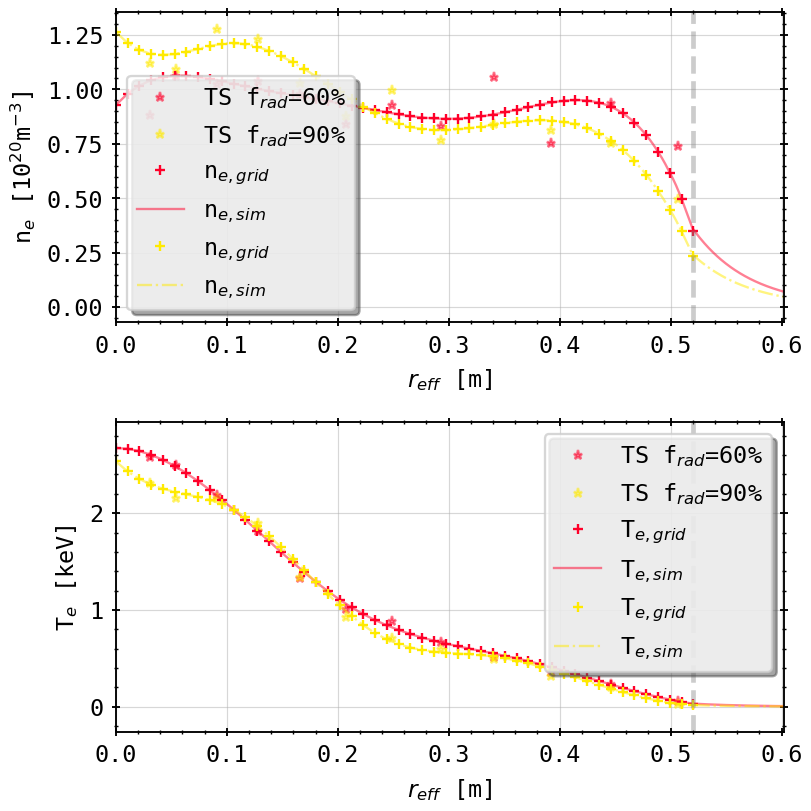 1.25
1.00
0.75
0.50
0.25
0.00
n_e [10^20 m^-3]
TS f_rad=60%
TS f_rad=90%
n_e,grid
n_e,sim
n_e,grid
n_e,sim
0.0 0.1 0.2 0.3 0.4 0.5 0.6
r_eff [m]
2
1
0
T_e [keV]
TS f_rad=60%
TS f_rad=90%
T_e,grid
T_e,sim
T_e,grid
T_e,sim
0.0 0.1 0.2 0.3 0.4 0.5 0.6
r_eff [m]